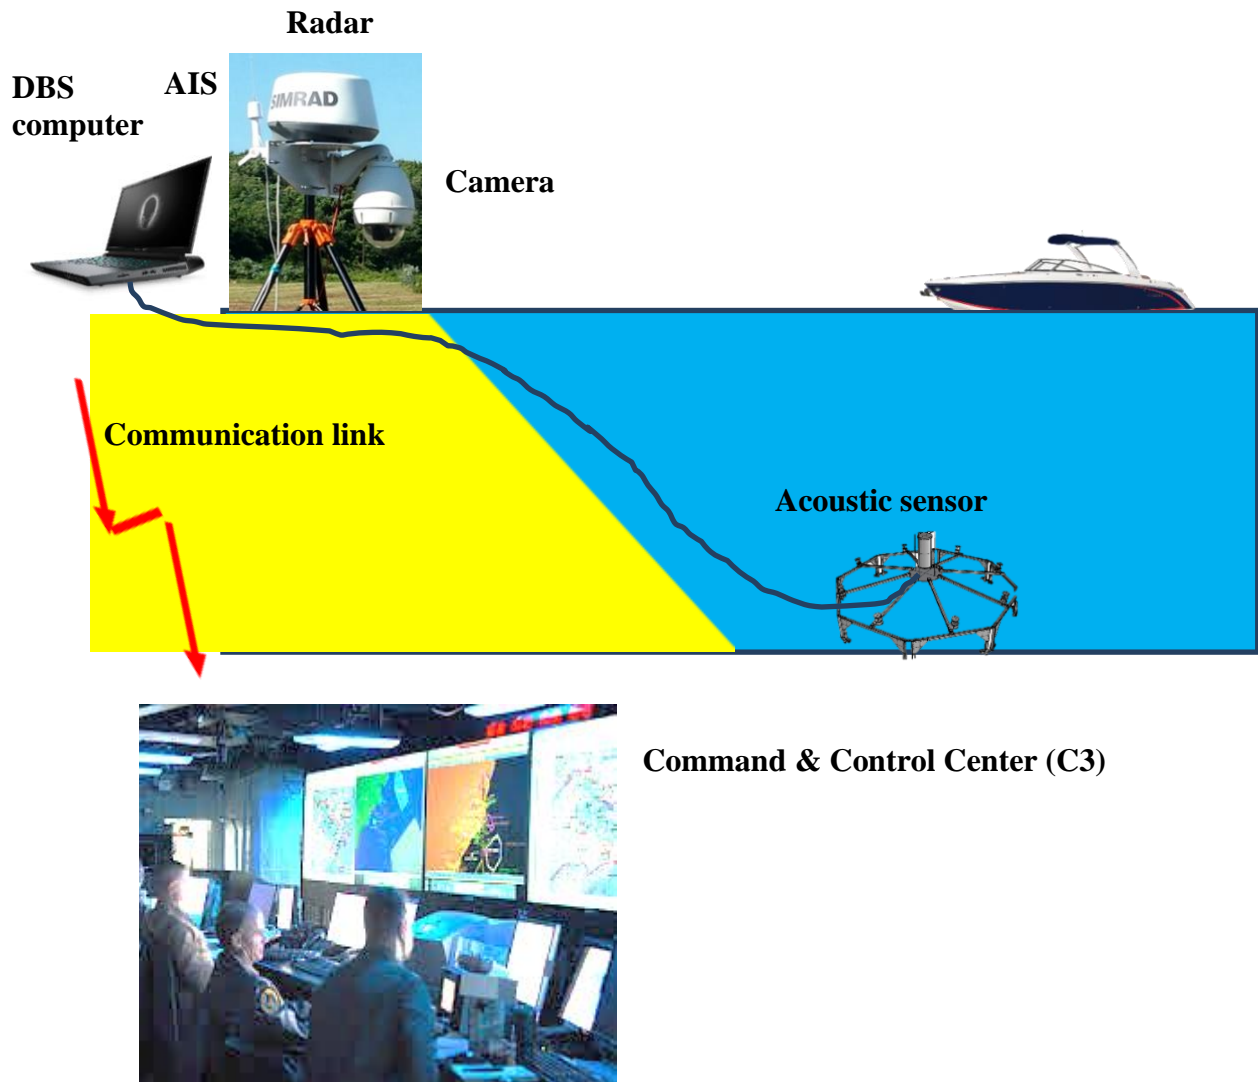 Radar
DBS
computer
AIS
SIMRAD
Camera
Communication link
Acoustic sensor
Command & Control Center (C3)